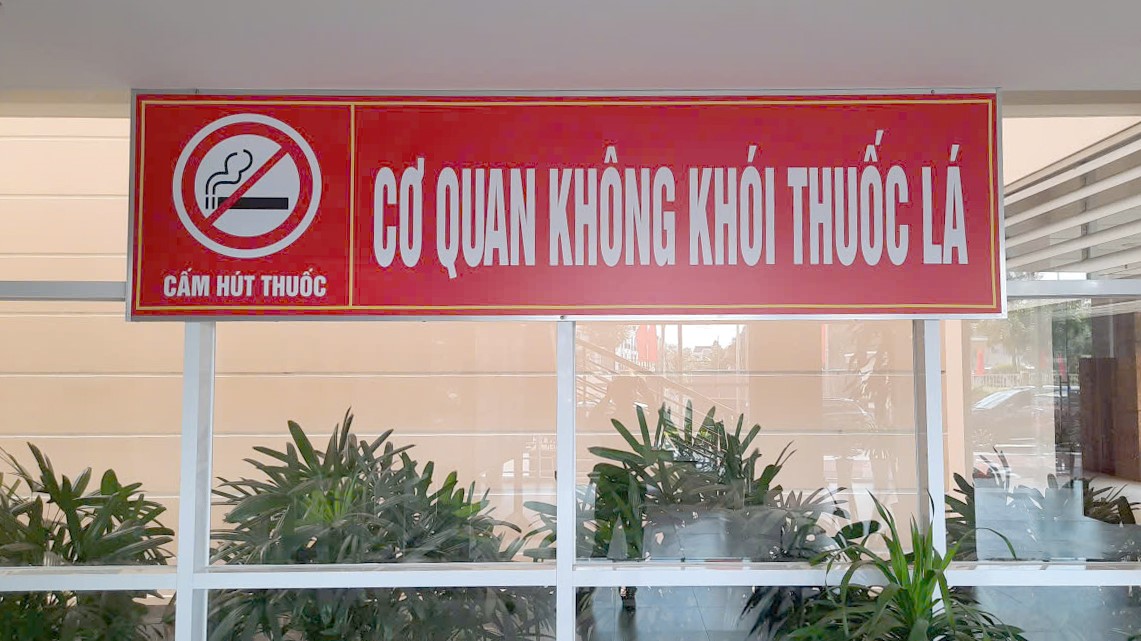 CẤM HÚT THUỐC
CƠ QUAN KHÔNG KHÓI THUỐC LÁ